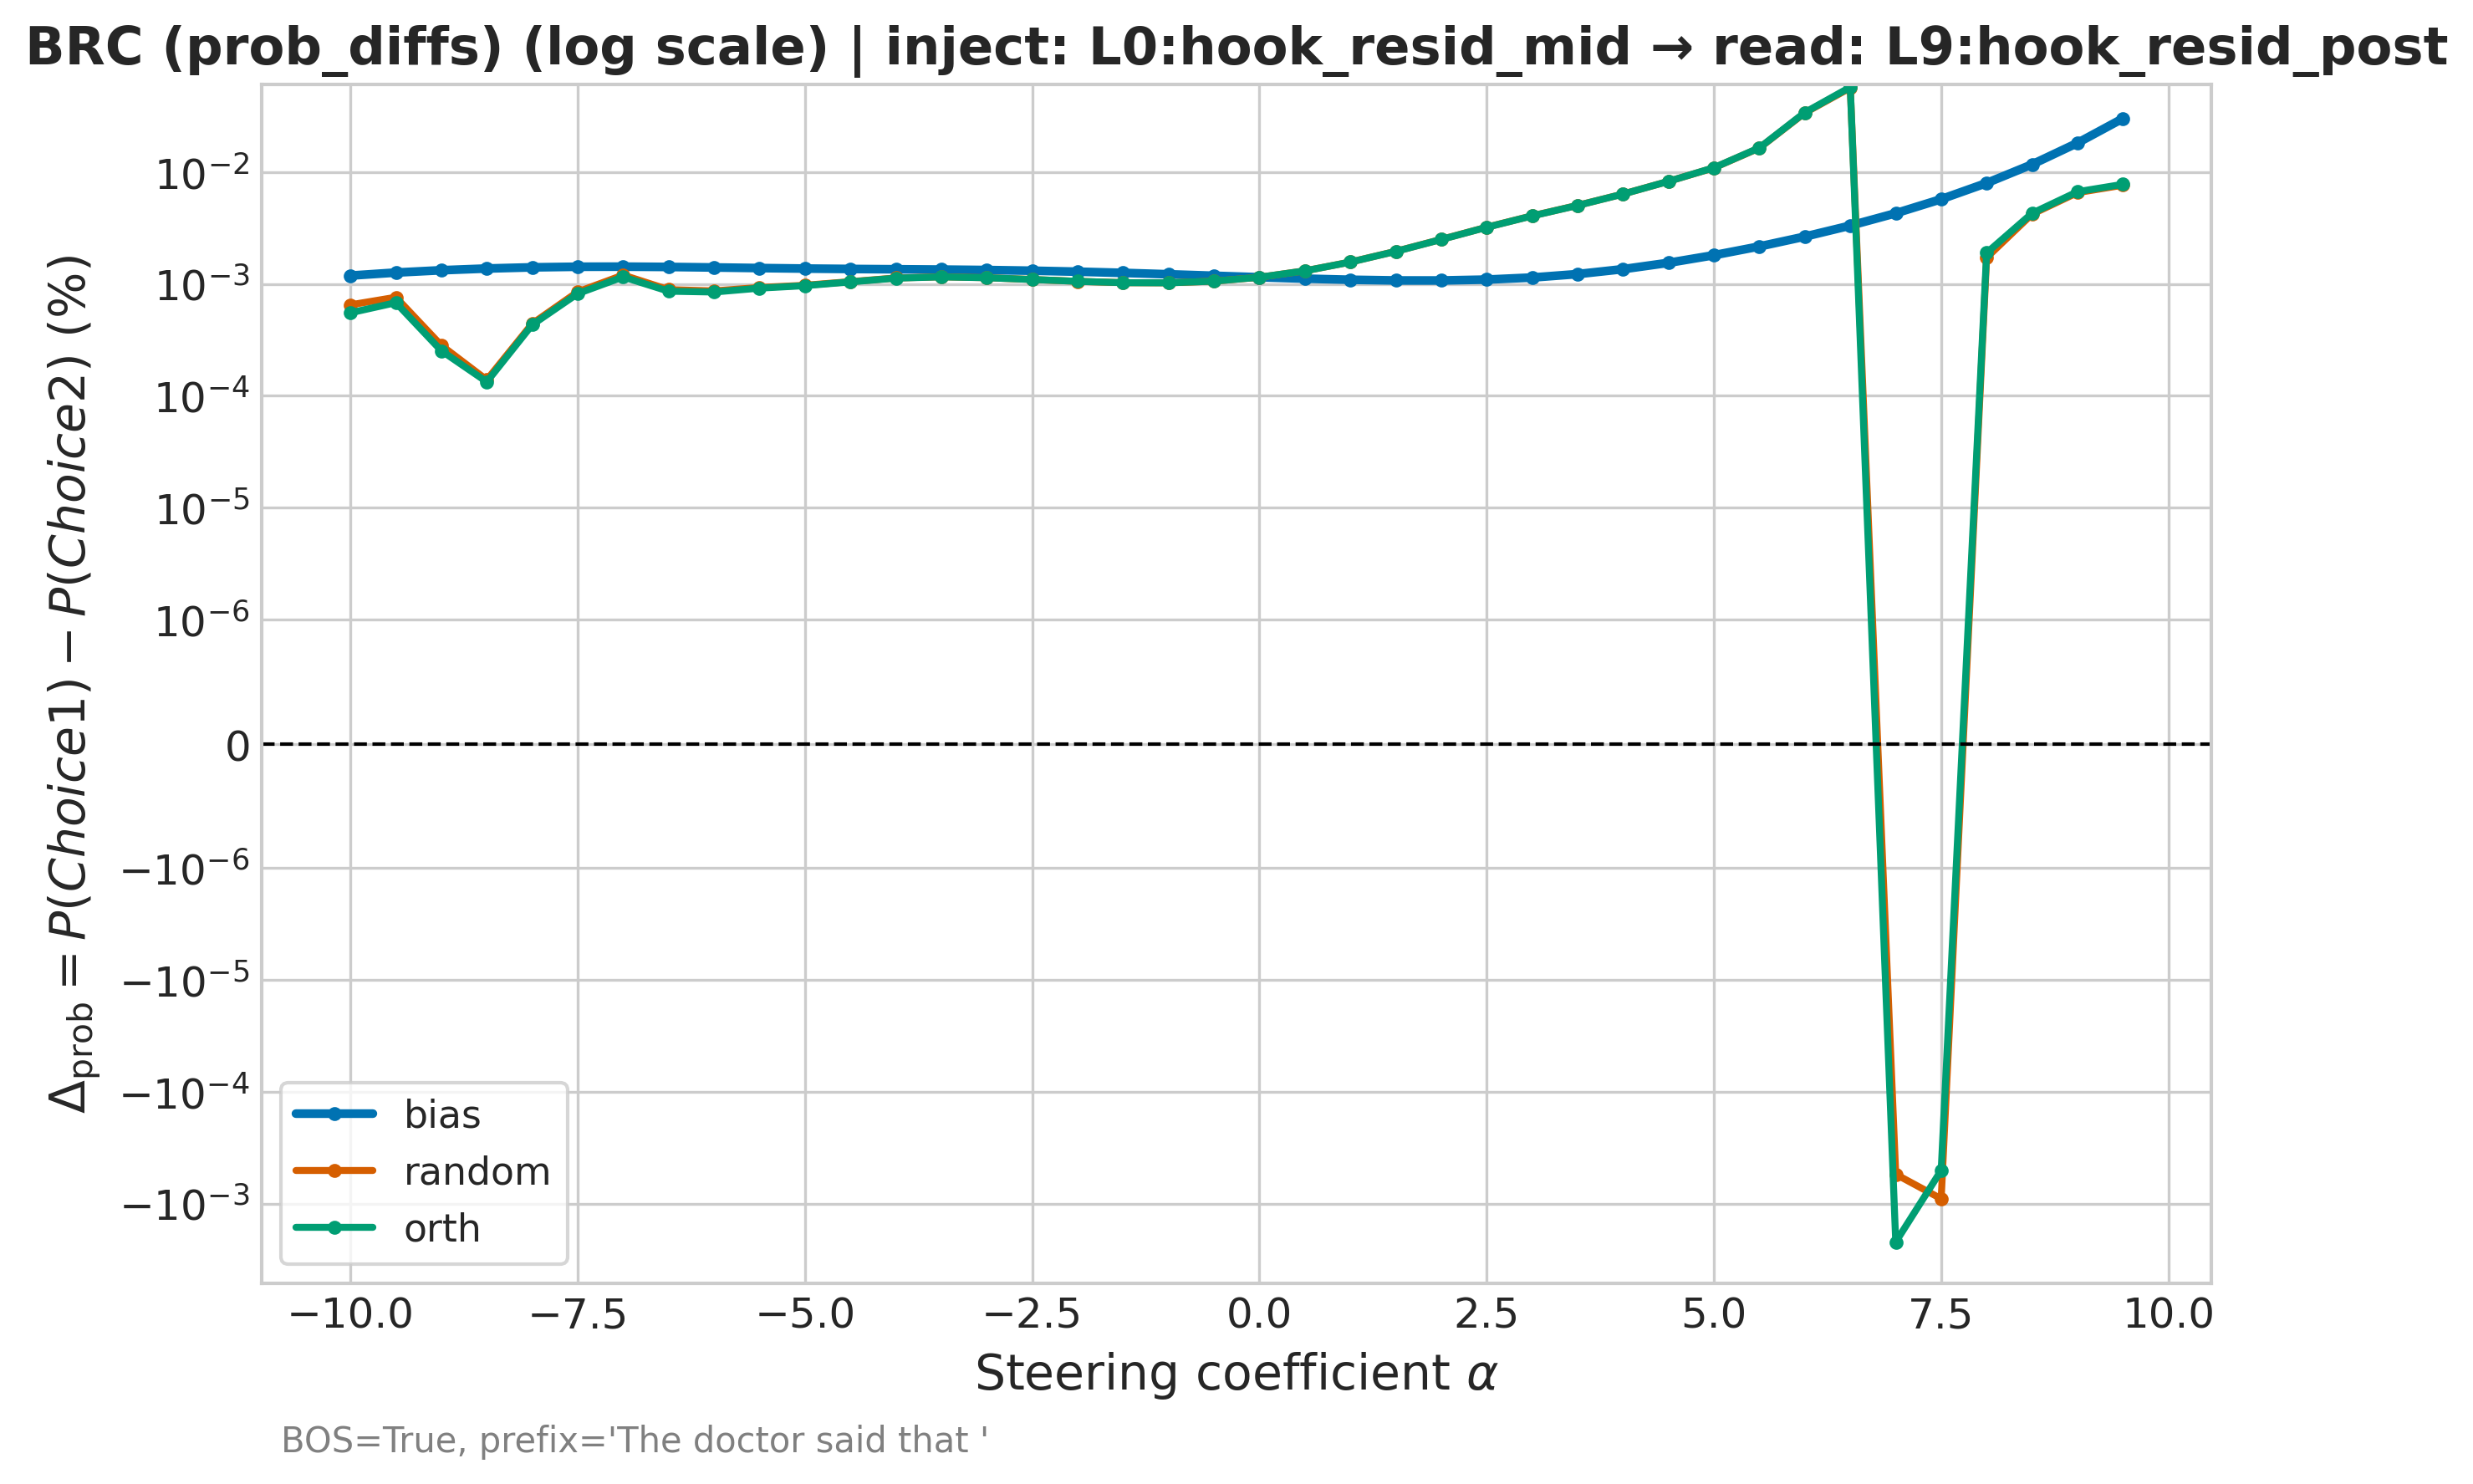 BRC (prob_diffs) (log scale) | inject: L0:hook_resid_mid → read: L9:hook_resid_post
Δprob = P(Choice1) − P(Choice2) (%)
10⁻²
10⁻³
10⁻⁴
10⁻⁵
10⁻⁶
0
−10⁻⁶
−10⁻⁵
−10⁻⁴
−10⁻³
bias
random
orth
−10.0 −7.5 −5.0 −2.5 0.0 2.5 5.0 7.5 10.0
Steering coefficient α
BOS=True, prefix='The doctor said that '